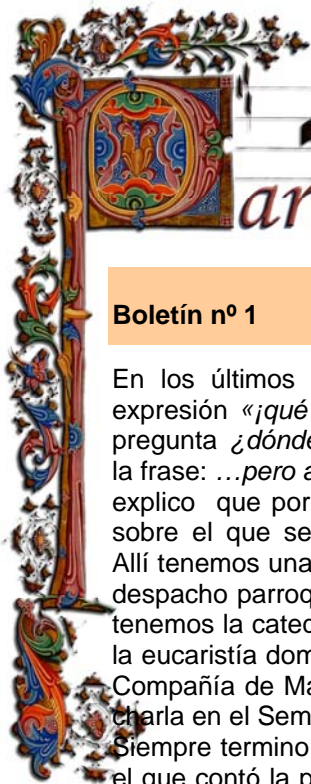 Par
Boletín nº 1
En los últimos
expresión «¡qué
pregunta ¿dónde
la frase: …pero a
explico que por
sobre el que se
Allí tenemos una
despacho parroq
tenemos la catec
la eucaristía dom
Compañía de Ma
charla en el Sem
Siempre termino
el que contó la p